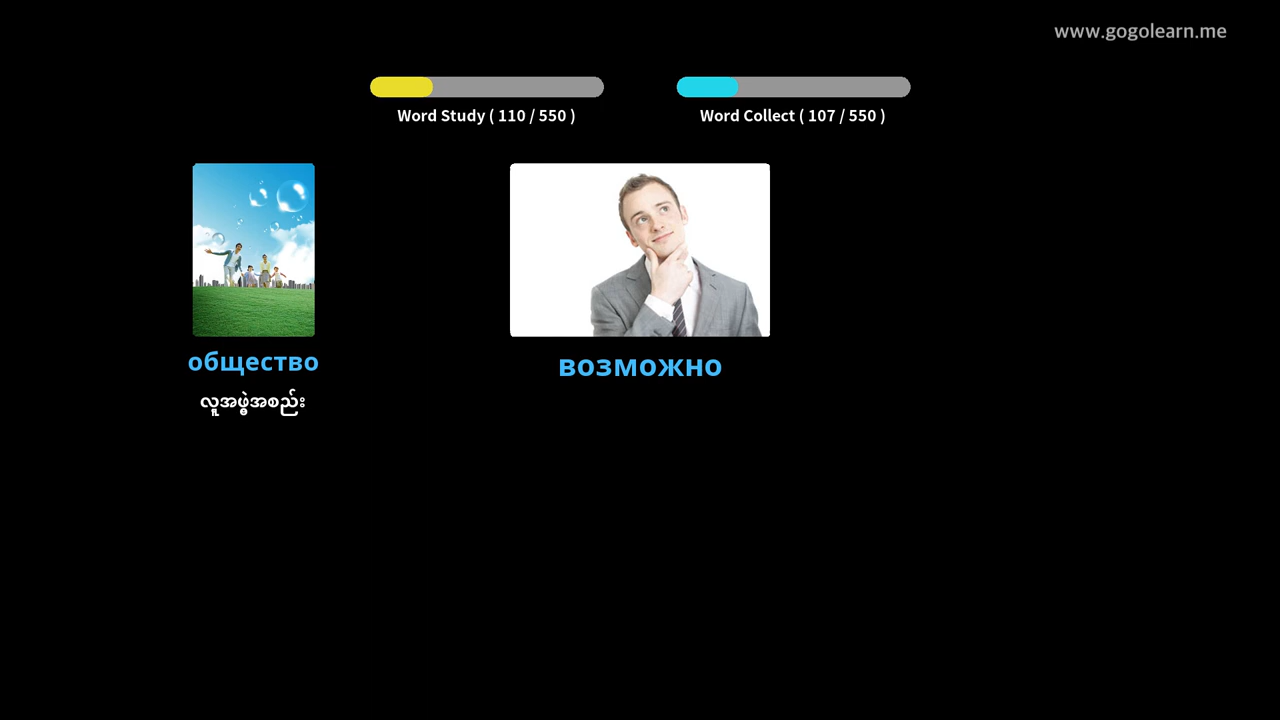 www.gogolearn.me
Word Study ( 110 / 550 )
Word Collect ( 107 / 550 )
общество
လူအဖွဲ့အစည်း
возможно